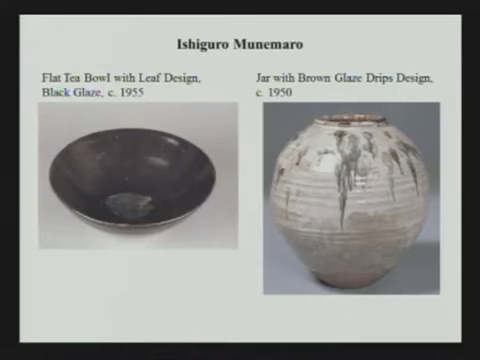 Ishiguro Munemaro
Flat Tea Bowl with Leaf Design,
Black Glaze, c. 1955
Jar with Brown Glaze Drips Design,
c. 1950